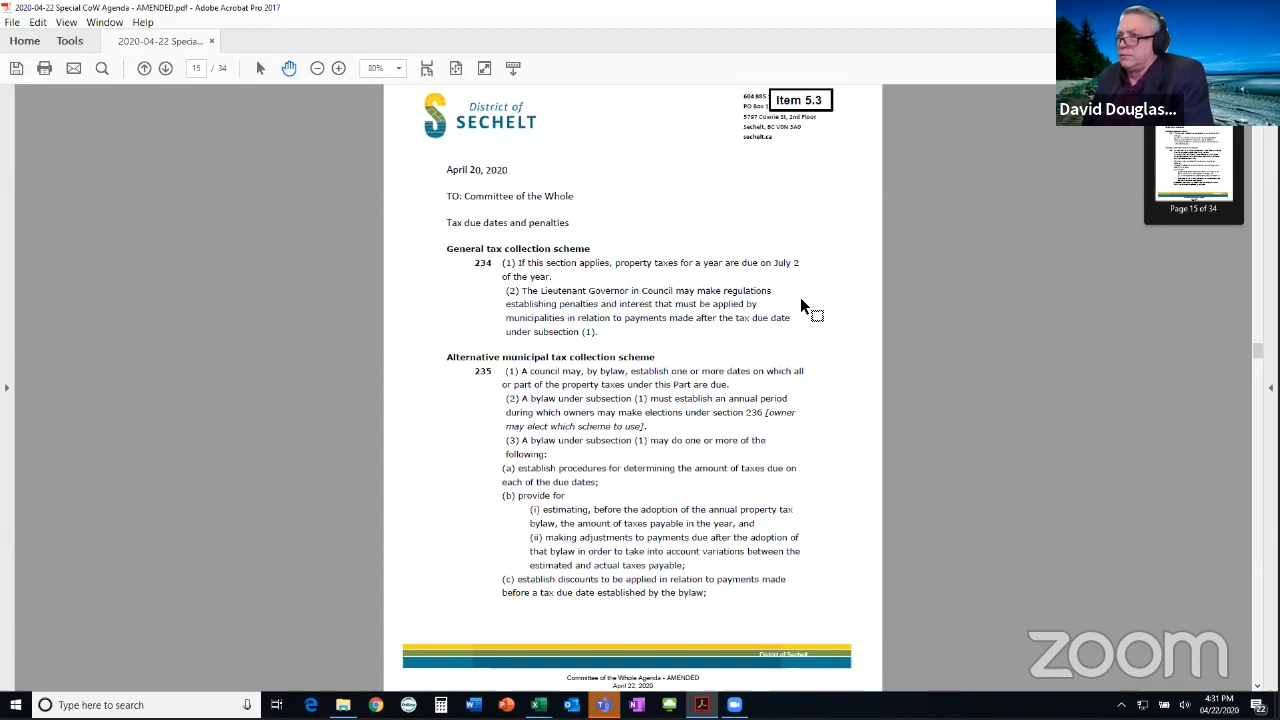 2020-04-22 Special CoW Agenda - AMENDED.pdf - Adobe Acrobat Pro 2017
File Edit View Window Help
Home Tools 2020-04-22 Specia... ×
15 / 34 80%
David Douglas...
Page 15 of 34
District of
SECHELT
604 885
Item 5.3
PO Box 1
5797 Cowrie St, 2nd Floor
Sechelt, BC V0N 3A0
sechelt.ca
April 20, 2020
TO: Committee of the Whole
Tax due dates and penalties
General tax collection scheme
234 (1) If this section applies, property taxes for a year are due on July 2
of the year.
(2) The Lieutenant Governor in Council may make regulations
establishing penalties and interest that must be applied by
municipalities in relation to payments made after the tax due date
under subsection (1).
Alternative municipal tax collection scheme
235 (1) A council may, by bylaw, establish one or more dates on which all
or part of the property taxes under this Part are due.
(2) A bylaw under subsection (1) must establish an annual period
during which owners may make elections under section 236 [owner
may elect which scheme to use].
(3) A bylaw under subsection (1) may do one or more of the
following:
(a) establish procedures for determining the amount of taxes due on
each of the due dates;
(b) provide for
(i) estimating, before the adoption of the annual property tax
bylaw, the amount of taxes payable in the year, and
(ii) making adjustments to payments due after the adoption of
that bylaw in order to take into account variations between the
estimated and actual taxes payable;
(c) establish discounts to be applied in relation to payments made
before a tax due date established by the bylaw;
District of Sechelt
Committee of the Whole Agenda - AMENDED
April 22, 2020
zoom
Type here to search
4:31 PM
04/22/2020
22